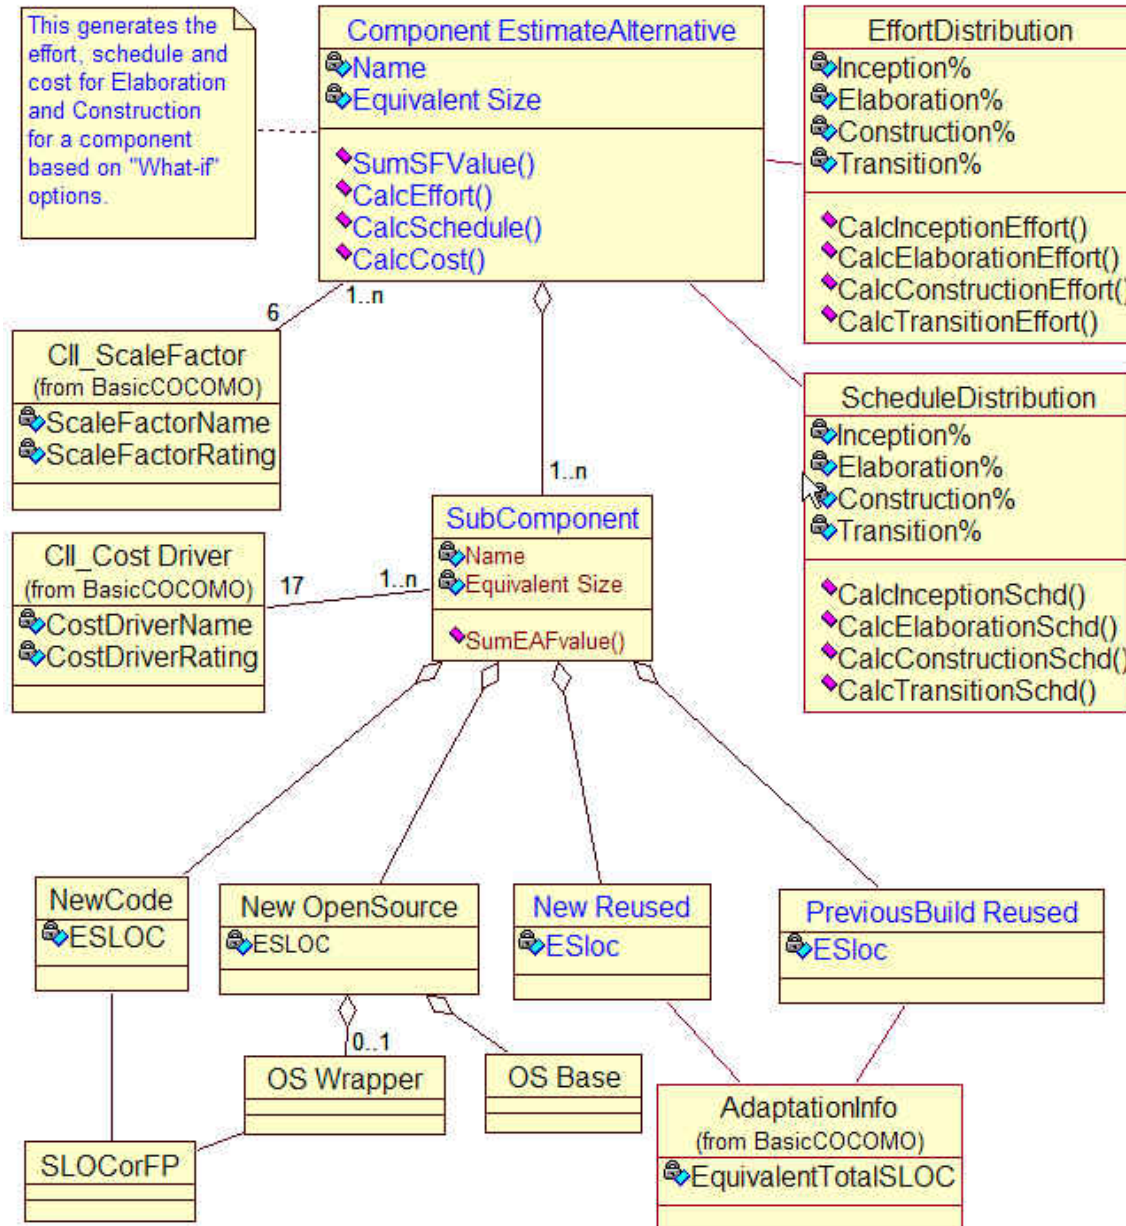 This generates the
effort, schedule and
cost for Elaboration
and Construction
for a component
based on "What-if"
options.
Component EstimateAlternative
Name
Equivalent Size
SumSFValue()
CalcEffort()
CalcSchedule()
CalcCost()
EffortDistribution
Inception%
Elaboration%
Construction%
Transition%
CalcInceptionEffort()
CalcElaborationEffort()
CalcConstructionEffort()
CalcTransitionEffort()
6
1..n
CII_ScaleFactor
(from BasicCOCOMO)
ScaleFactorName
ScaleFactorRating
1..n
ScheduleDistribution
Inception%
Elaboration%
Construction%
Transition%
CalcInceptionSchd()
CalcElaborationSchd()
CalcConstructionSchd()
CalcTransitionSchd()
CII_Cost Driver
(from BasicCOCOMO)
CostDriverName
CostDriverRating
17
1..n
SubComponent
Name
Equivalent Size
SumEAFvalue()
NewCode
ESLOC
New OpenSource
ESLOC
New Reused
ESloc
PreviousBuild Reused
ESloc
0..1
OS Wrapper
OS Base
SLOCorFP
AdaptationInfo
(from BasicCOCOMO)
EquivalentTotalSLOC